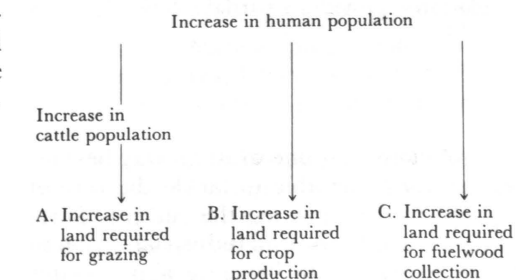 Increase in human population
Increase in
cattle population
A. Increase in
land required
for grazing
B. Increase in
land required
for crop
production
C. Increase in
land required
for fuelwood
collection